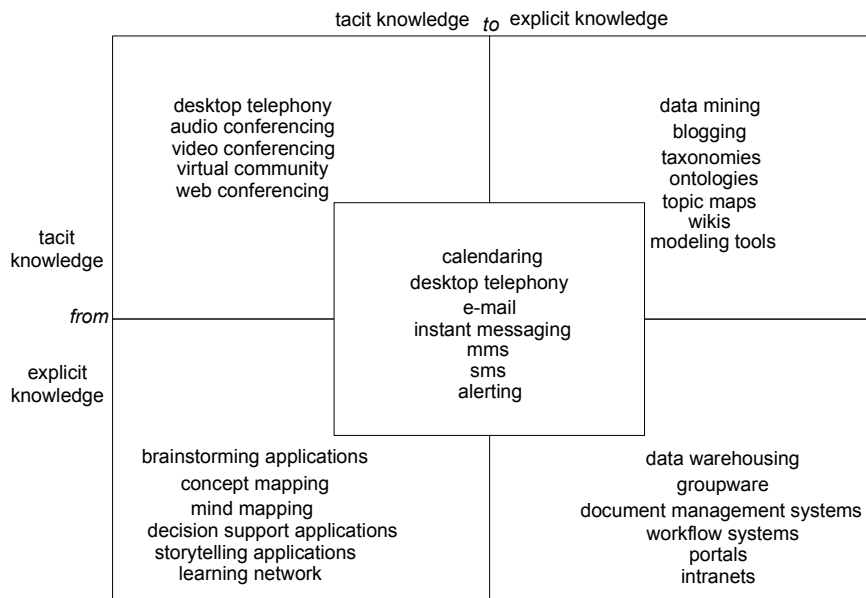 tacit knowledge to explicit knowledge
desktop telephony
audio conferencing
video conferencing
virtual community
web conferencing
data mining
blogging
taxonomies
ontologies
topic maps
wikis
modeling tools
tacit
knowledge
calendaring
desktop telephony
e-mail
instant messaging
mms
sms
alerting
from
explicit
knowledge
brainstorming applications
concept mapping
mind mapping
decision support applications
storytelling applications
learning network
data warehousing
groupware
document management systems
workflow systems
portals
intranets